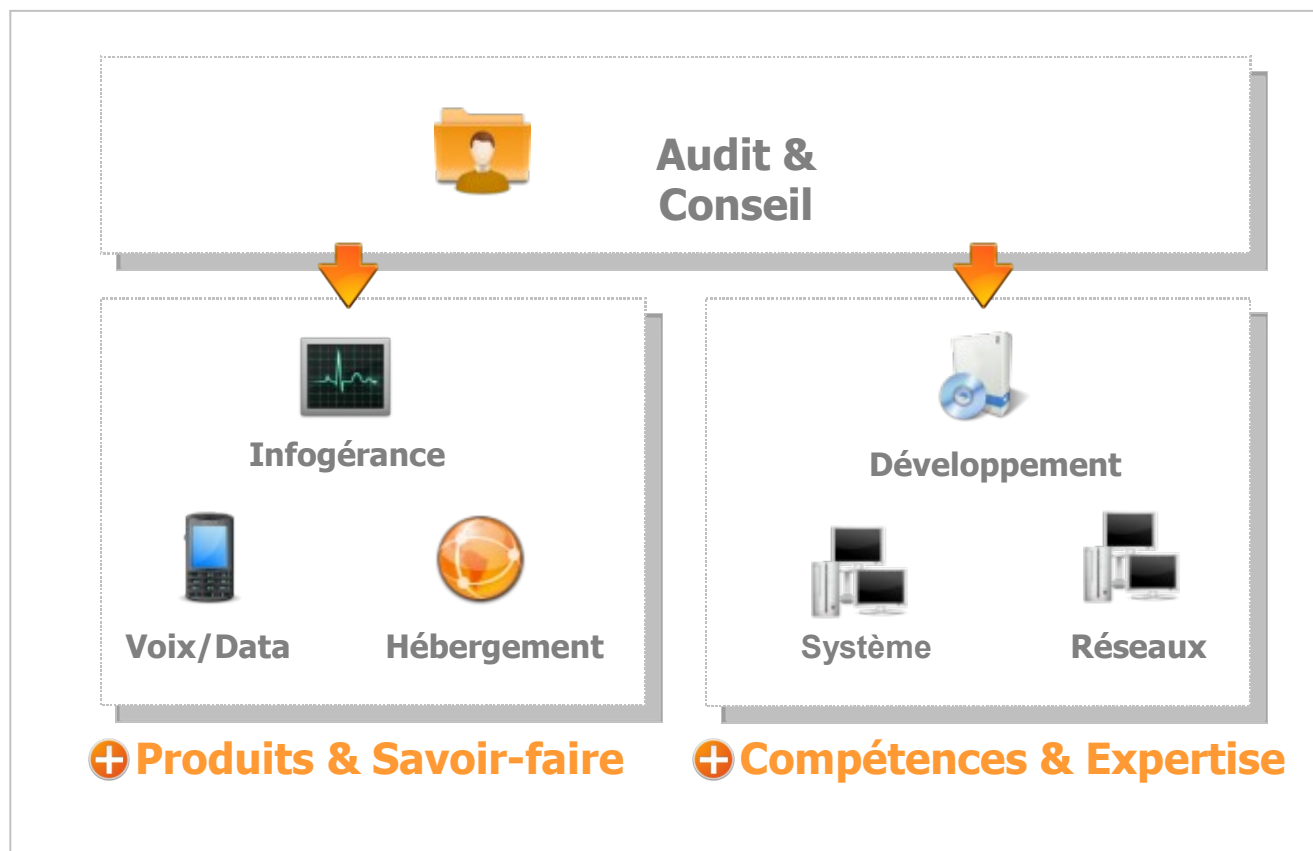 Audit &
Conseil
Infogérance
Voix/Data
Hébergement
Développement
Système
Réseaux
Produits & Savoir-faire
Compétences & Expertise